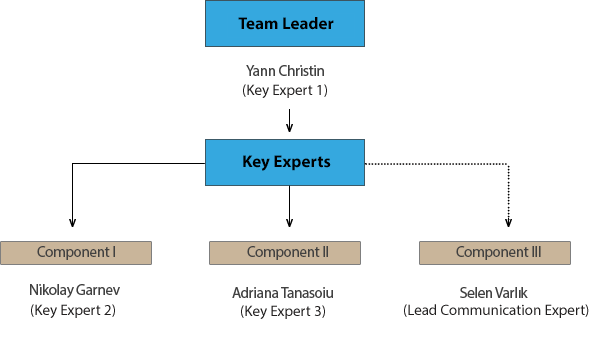 Team Leader
Yann Christin
(Key Expert 1)
Key Experts
Component I
Component II
Component III
Nikolay Garnev
(Key Expert 2)
Adriana Tanasoiu
(Key Expert 3)
Selen Varlık
(Lead Communication Expert)